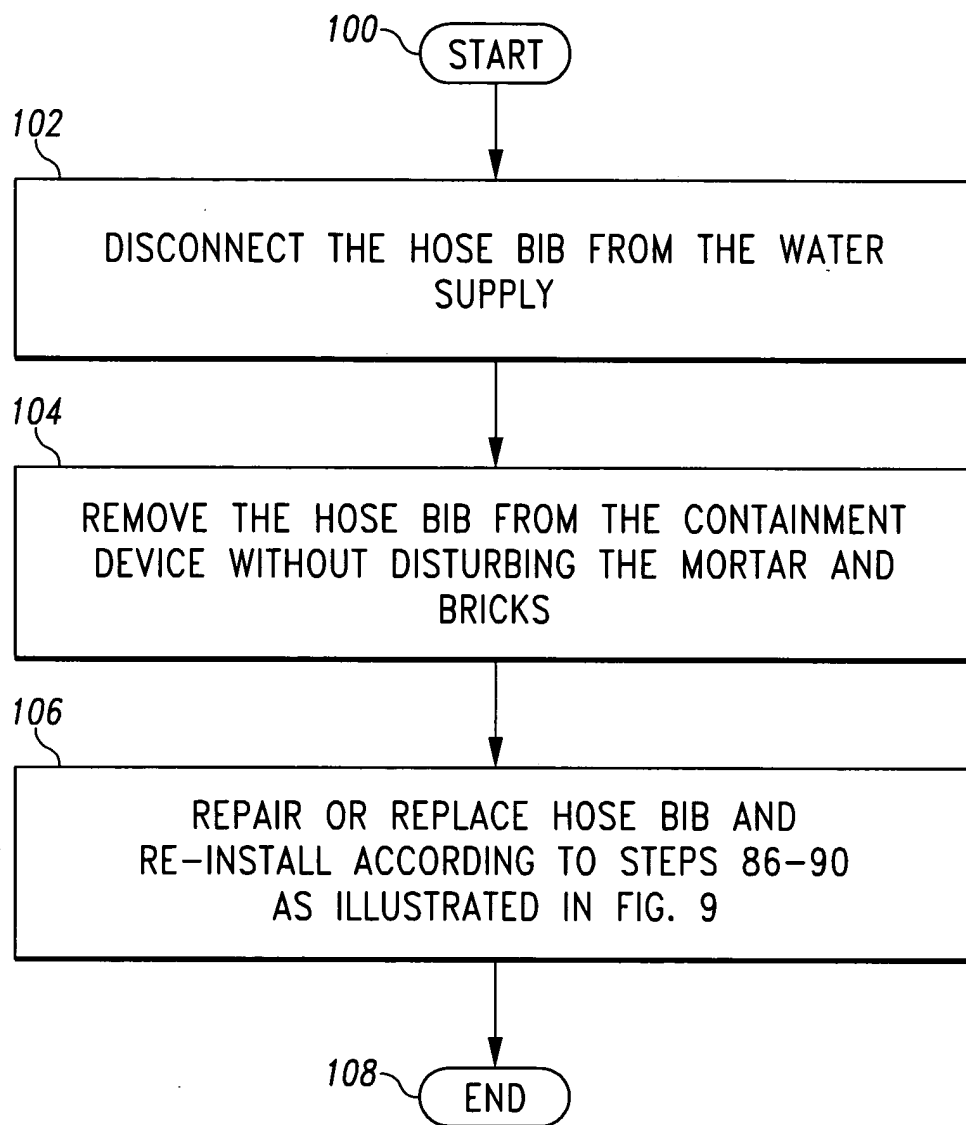 100
START
102
DISCONNECT THE HOSE BIB FROM THE WATER
SUPPLY
104
REMOVE THE HOSE BIB FROM THE CONTAINMENT
DEVICE WITHOUT DISTURBING THE MORTAR AND
BRICKS
106
REPAIR OR REPLACE HOSE BIB AND
RE-INSTALL ACCORDING TO STEPS 86-90
AS ILLUSTRATED IN FIG. 9
108
END